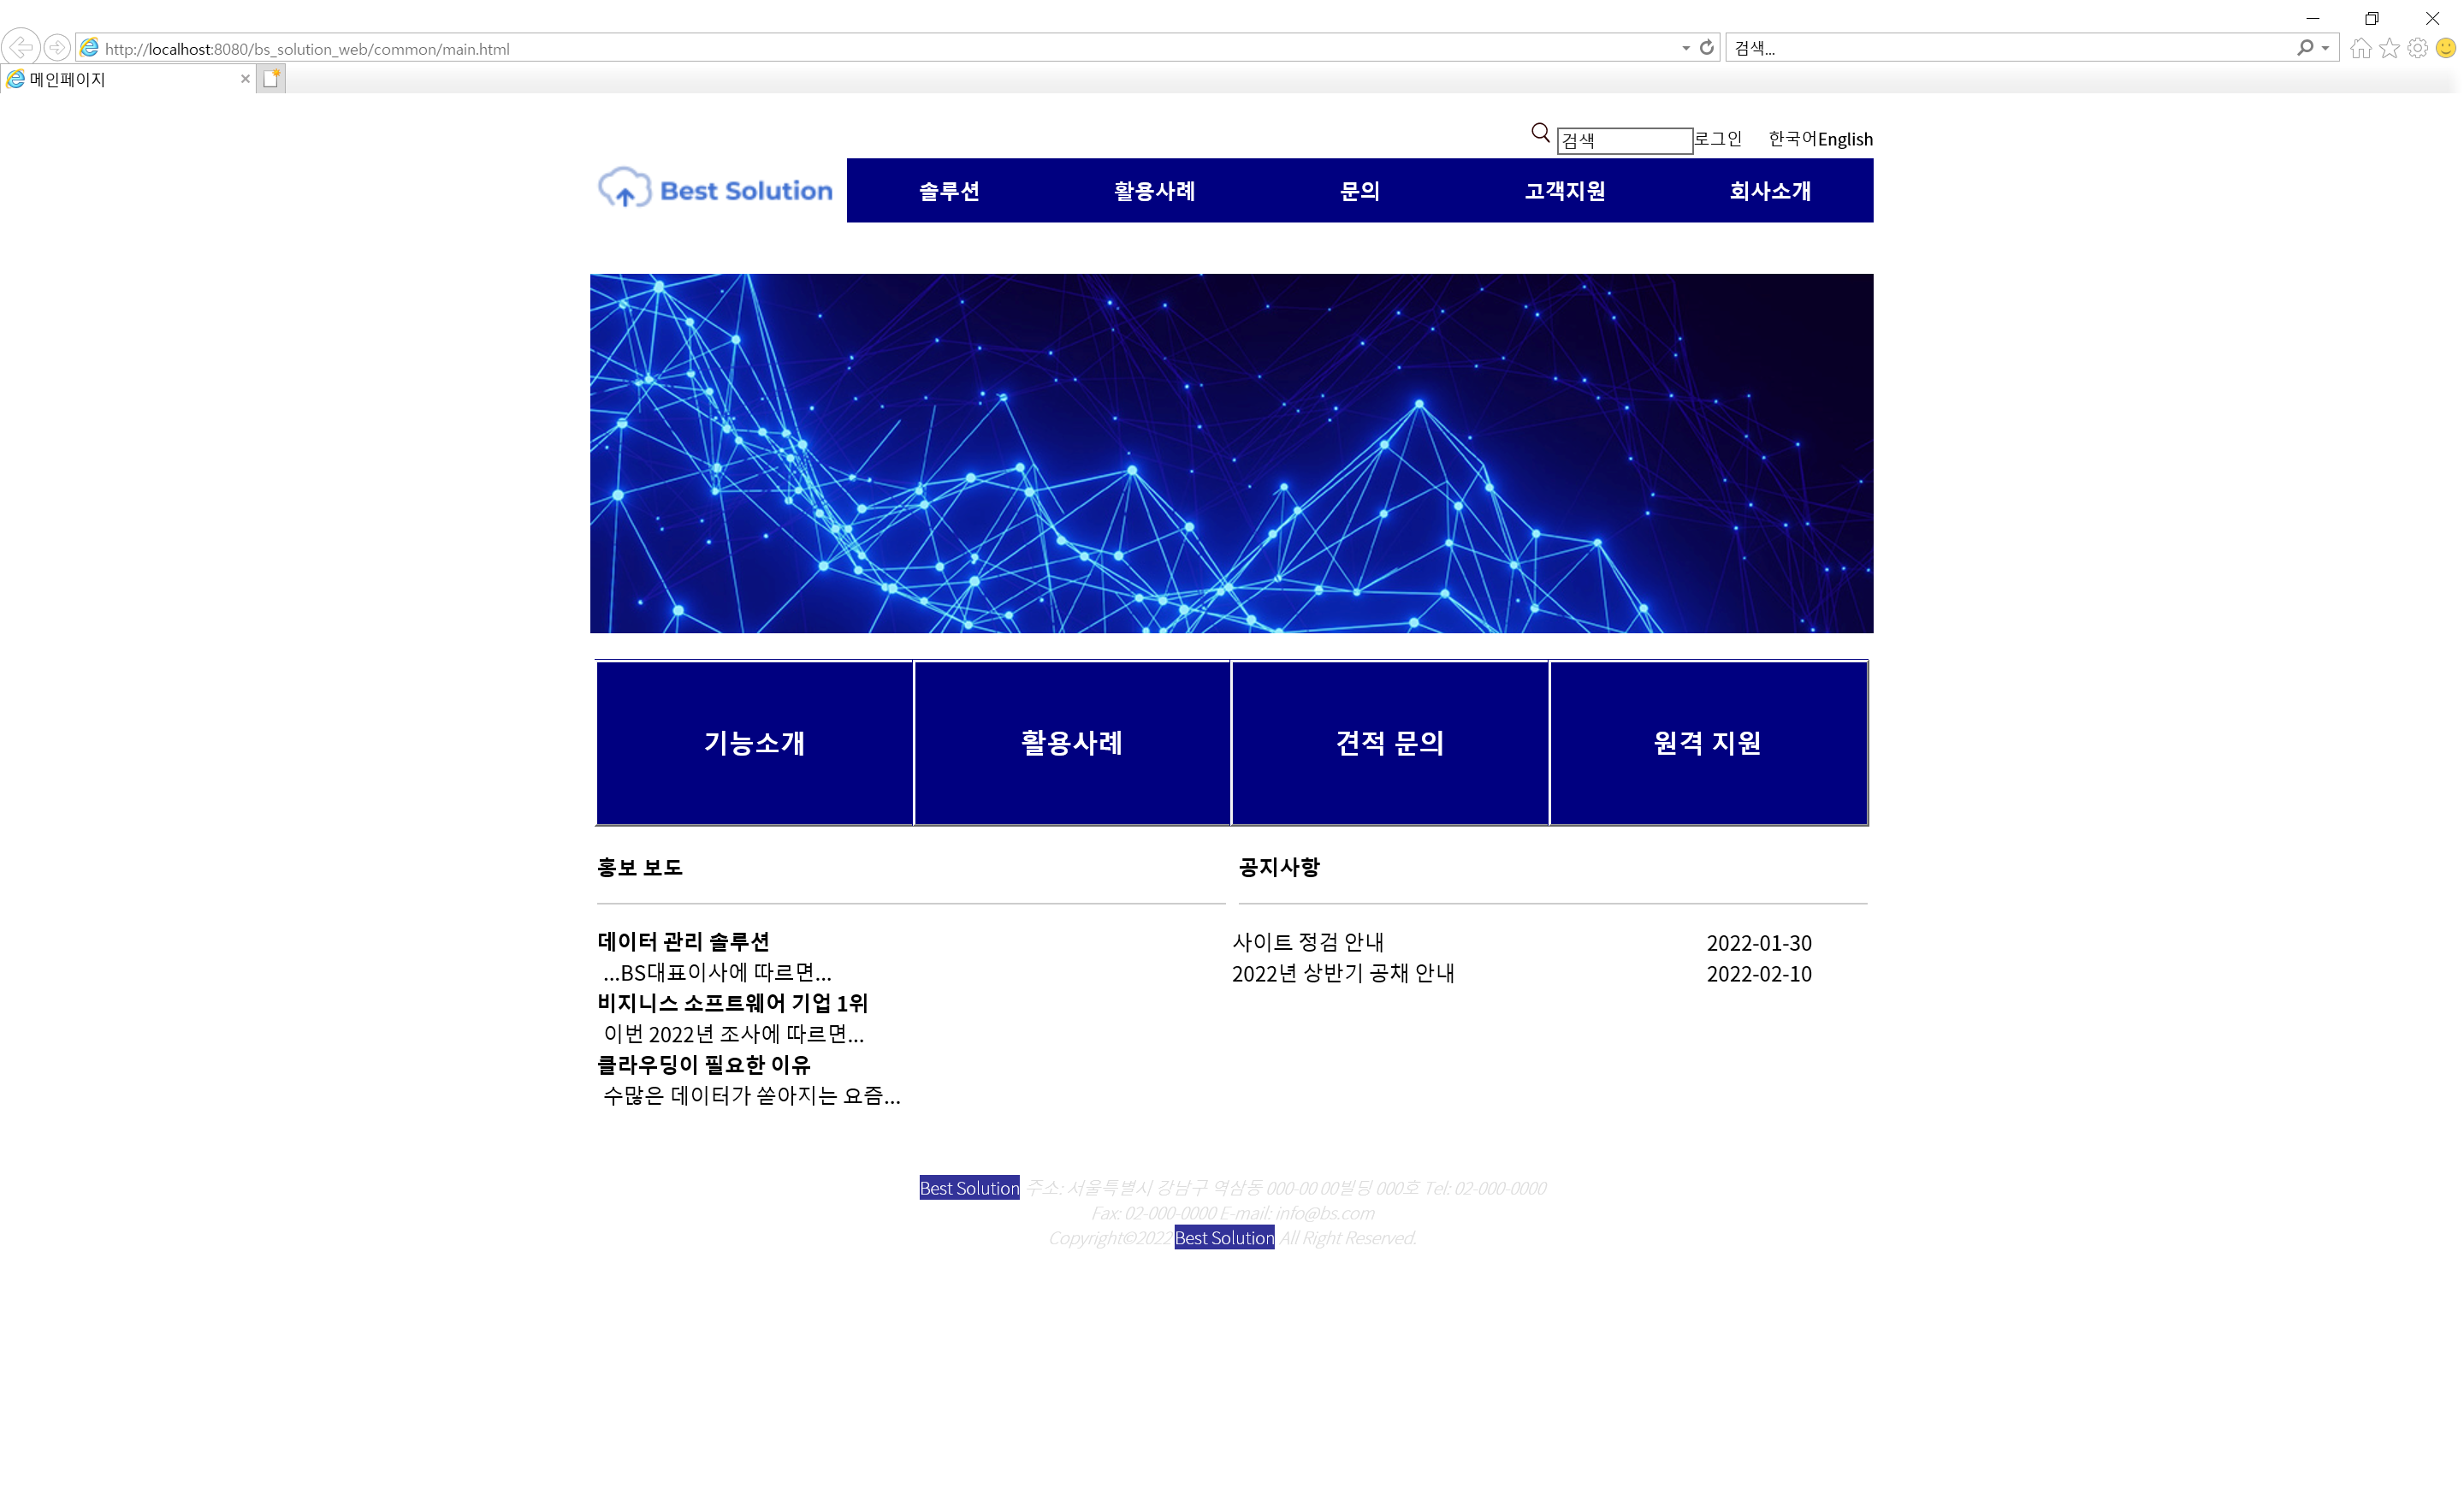 http://localhost:8080/bs_solution_web/common/main.html
검색...
메인페이지
검색 로그인 한국어English
Best Solution
솔루션 활용사례 문의 고객지원 회사소개
기능소개 활용사례 견적 문의 원격 지원
홍보 보도
데이터 관리 솔루션
...BS대표이사에 따르면...
비지니스 소프트웨어 기업 1위
이번 2022년 조사에 따르면...
클라우딩이 필요한 이유
수많은 데이터가 쏟아지는 요즘...
공지사항
사이트 정검 안내 2022-01-30
2022년 상반기 공채 안내 2022-02-10
Best Solution 주소: 서울특별시 강남구 역삼동 000-00 00빌딩 000호 Tel: 02-000-0000
Fax: 02-000-0000 E-mail: info@bs.com
Copyright©2022 Best Solution All Right Reserved.